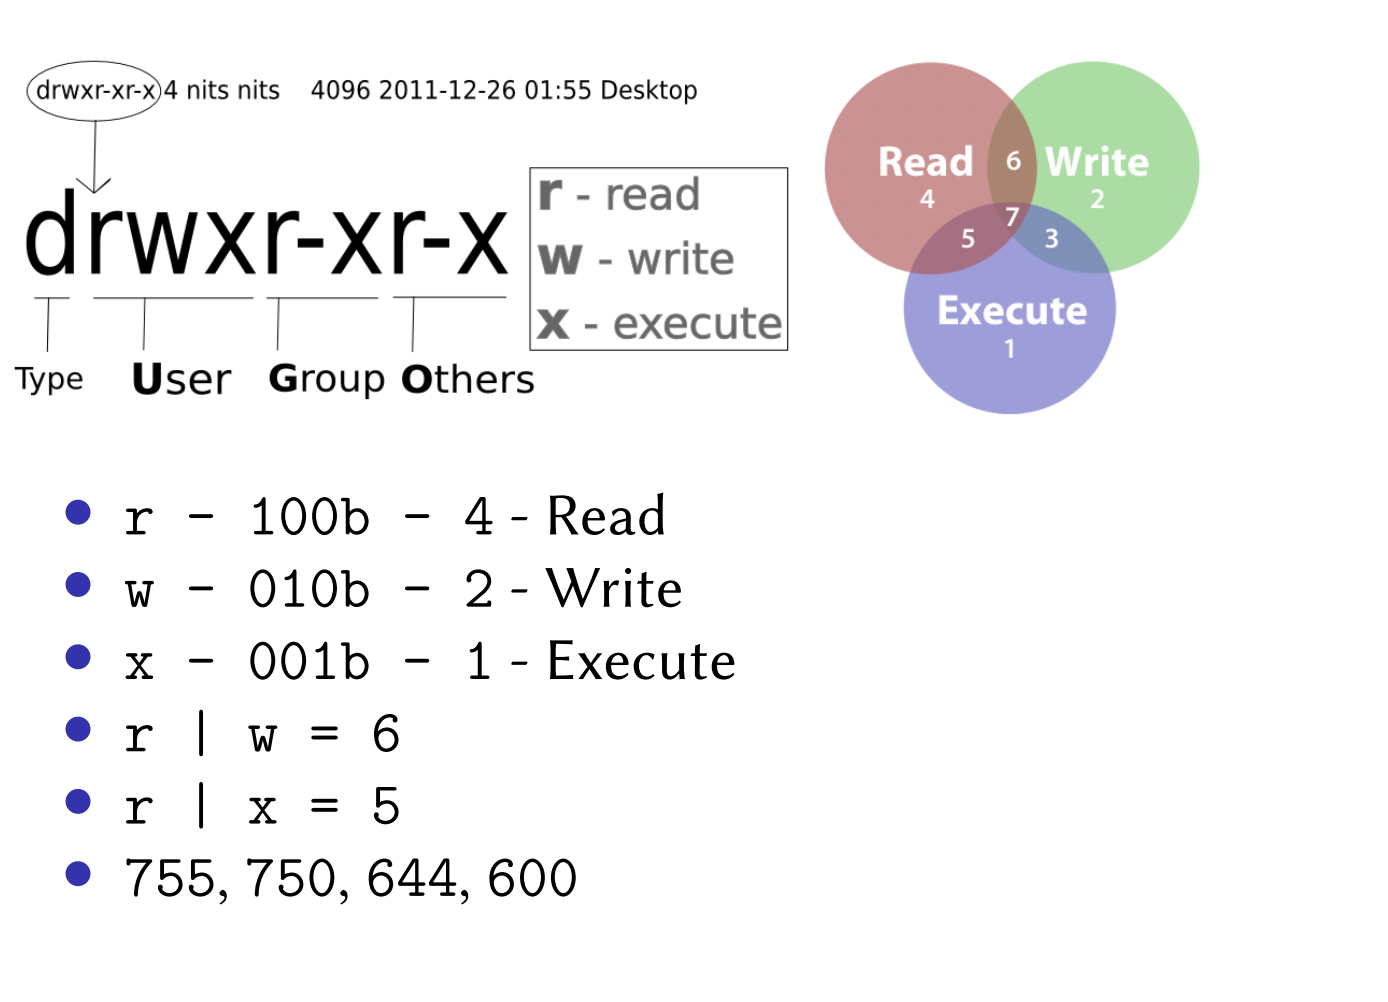 drwxr-xr-x 4 nits nits 4096 2011-12-26 01:55 Desktop
drwxr-xr-x
Type User Group Others
r - read
w - write
x - execute
Read 6 Write
4 2
7
5 3
Execute
1
r - 100b - 4 - Read
w - 010b - 2 - Write
x - 001b - 1 - Execute
r | w = 6
r | x = 5
755, 750, 644, 600